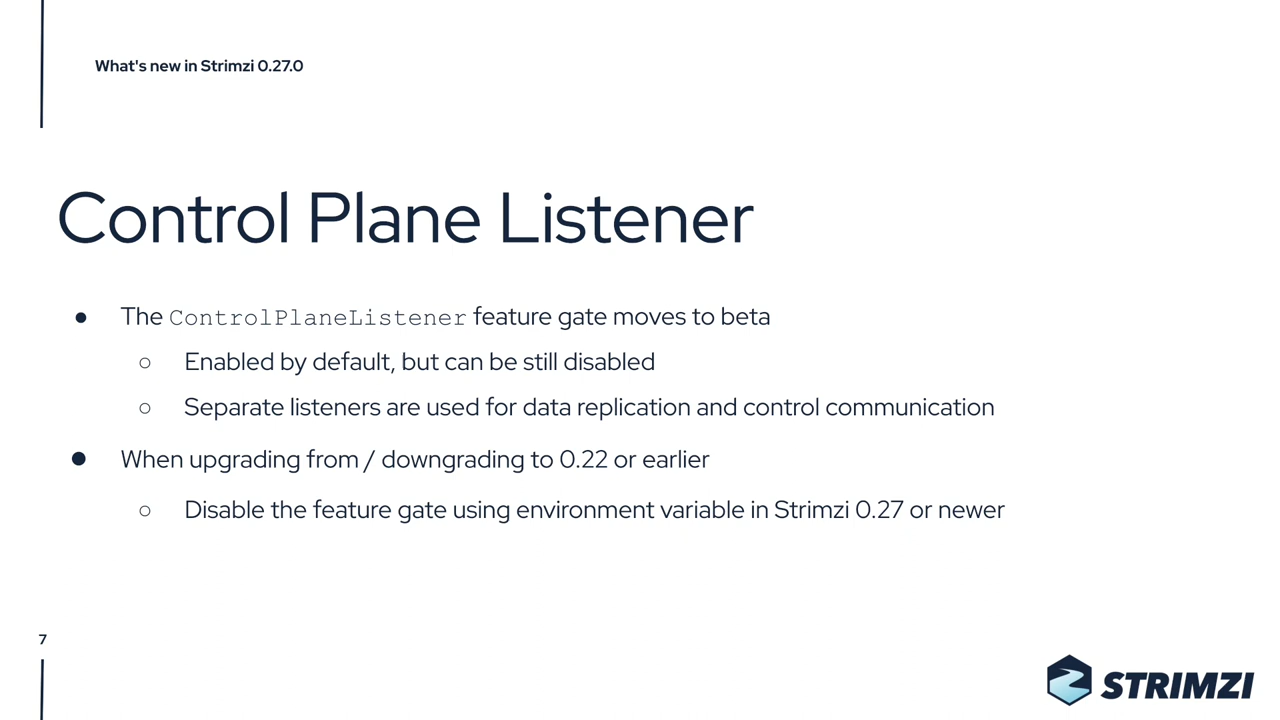 What's new in Strimzi 0.27.0
Control Plane Listener
● The ControlPlaneListener feature gate moves to beta
○ Enabled by default, but can be still disabled
○ Separate listeners are used for data replication and control communication
● When upgrading from / downgrading to 0.22 or earlier
○ Disable the feature gate using environment variable in Strimzi 0.27 or newer
7
STRIMZI